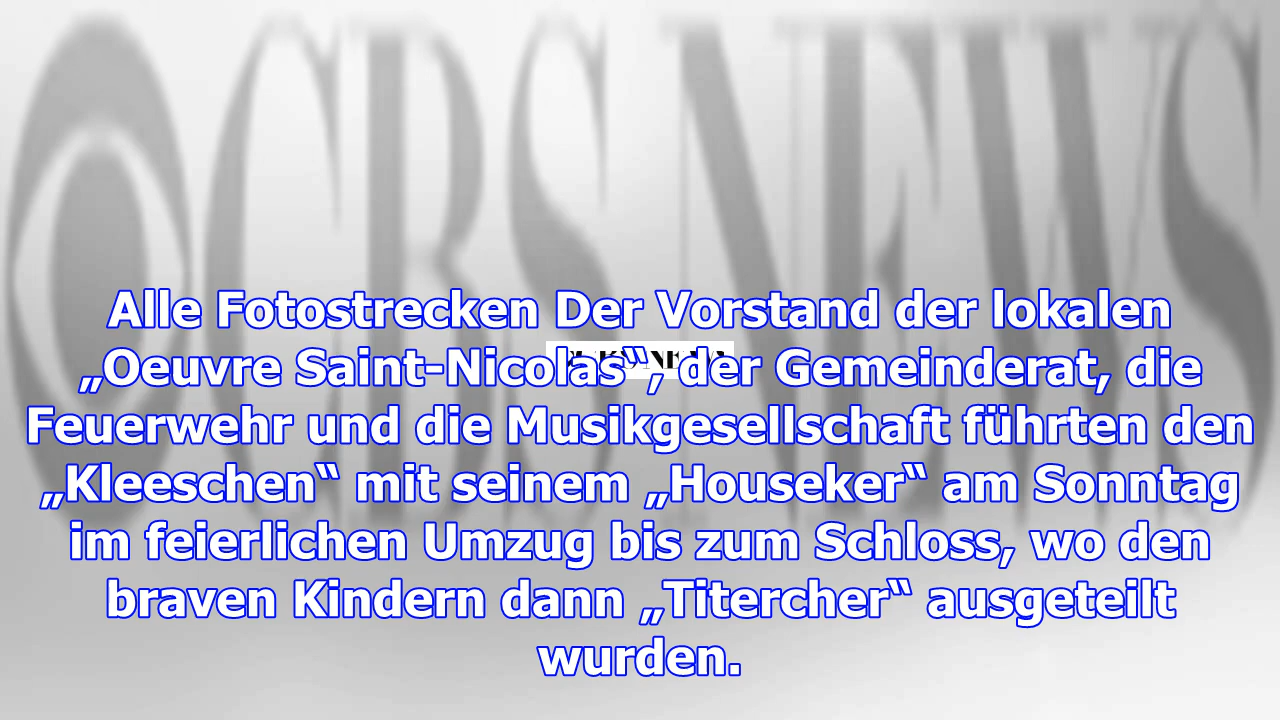 CBS NEWS
Alle Fotostrecken Der Vorstand der lokalen
„Oeuvre Saint-Nicolas“, der Gemeinderat, die
Feuerwehr und die Musikgesellschaft führten den
„Kleeschen“ mit seinem „Houseker“ am Sonntag
im feierlichen Umzug bis zum Schloss, wo den
braven Kindern dann „Titercher“ ausgeteilt
wurden.